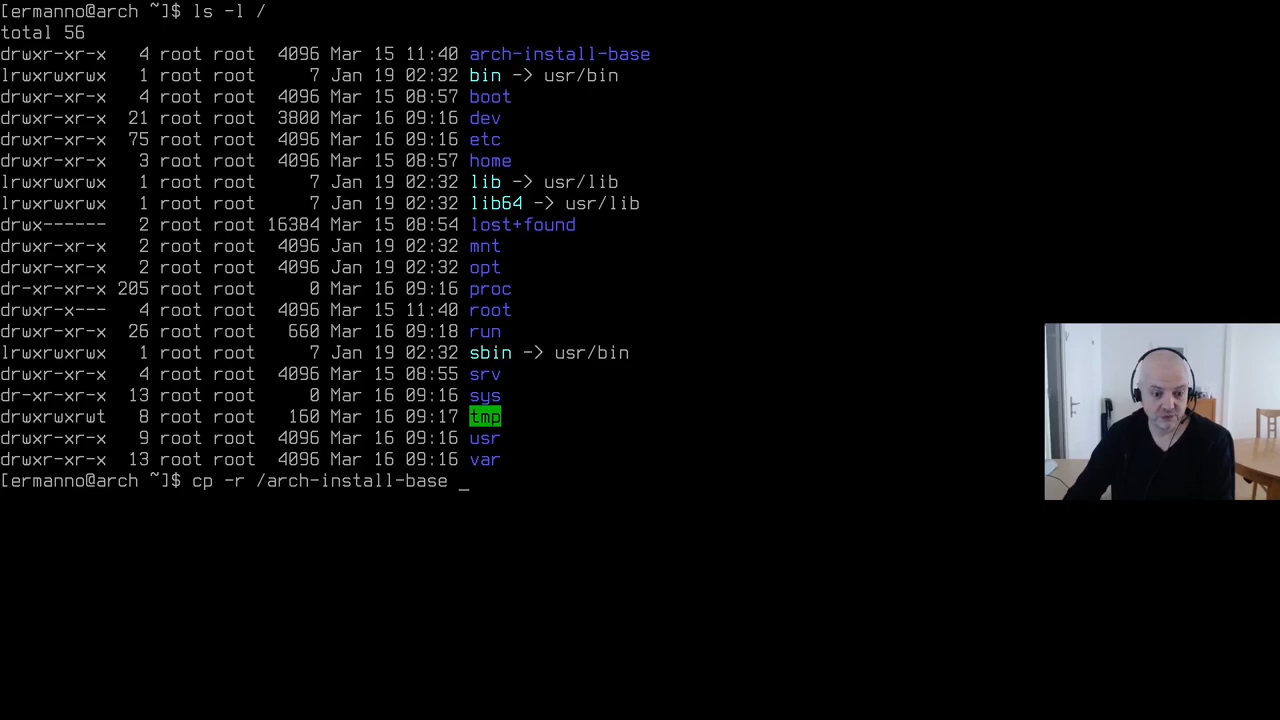 [ermanno@arch ~]$ ls -l /
total 56
drwxr-xr-x   4 root root  4096 Mar 15 11:40 arch-install-base
lrwxrwxrwx   1 root root     7 Jan 19 02:32 bin -> usr/bin
drwxr-xr-x   4 root root  4096 Mar 15 08:57 boot
drwxr-xr-x  21 root root  3800 Mar 16 09:16 dev
drwxr-xr-x  75 root root  4096 Mar 16 09:16 etc
drwxr-xr-x   3 root root  4096 Mar 15 08:57 home
lrwxrwxrwx   1 root root     7 Jan 19 02:32 lib -> usr/lib
lrwxrwxrwx   1 root root     7 Jan 19 02:32 lib64 -> usr/lib
drwx------   2 root root 16384 Mar 15 08:54 lost+found
drwxr-xr-x   2 root root  4096 Jan 19 02:32 mnt
drwxr-xr-x   2 root root  4096 Jan 19 02:32 opt
dr-xr-xr-x 205 root root     0 Mar 16 09:16 proc
drwxr-x---   4 root root  4096 Mar 15 11:40 root
drwxr-xr-x  26 root root   660 Mar 16 09:18 run
lrwxrwxrwx   1 root root     7 Jan 19 02:32 sbin -> usr/bin
drwxr-xr-x   4 root root  4096 Mar 15 08:55 srv
dr-xr-xr-x  13 root root     0 Mar 16 09:16 sys
drwxrwxrwt   8 root root   160 Mar 16 09:17 tmp
drwxr-xr-x   9 root root  4096 Mar 16 09:16 usr
drwxr-xr-x  13 root root  4096 Mar 16 09:16 var
[ermanno@arch ~]$ cp -r /arch-install-base _